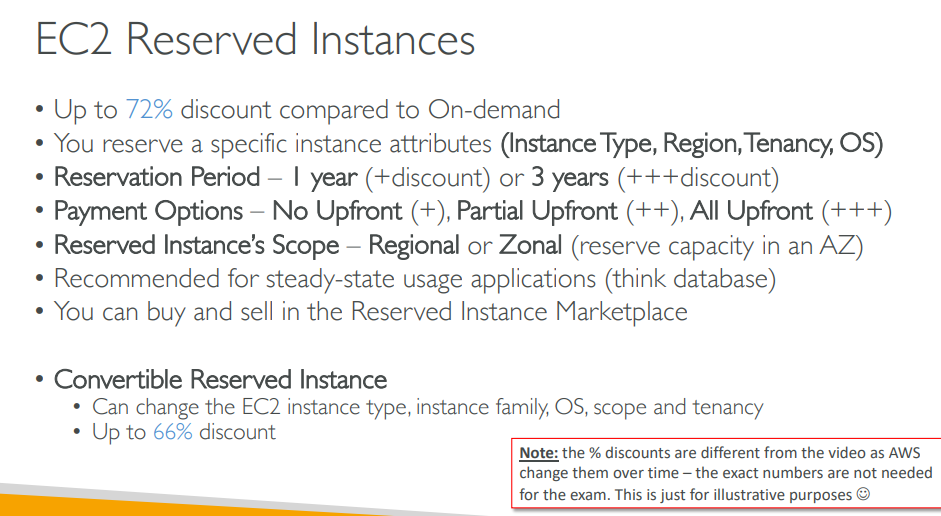 EC2 Reserved Instances
• Up to 72% discount compared to On-demand
• You reserve a specific instance attributes (Instance Type, Region, Tenancy, OS)
• Reservation Period – 1 year (+discount) or 3 years (+++discount)
• Payment Options – No Upfront (+), Partial Upfront (++), All Upfront (+++)
• Reserved Instance's Scope – Regional or Zonal (reserve capacity in an AZ)
• Recommended for steady-state usage applications (think database)
• You can buy and sell in the Reserved Instance Marketplace
• Convertible Reserved Instance
• Can change the EC2 instance type, instance family, OS, scope and tenancy
• Up to 66% discount
Note: the % discounts are different from the video as AWS
change them over time – the exact numbers are not needed
for the exam. This is just for illustrative purposes ☺